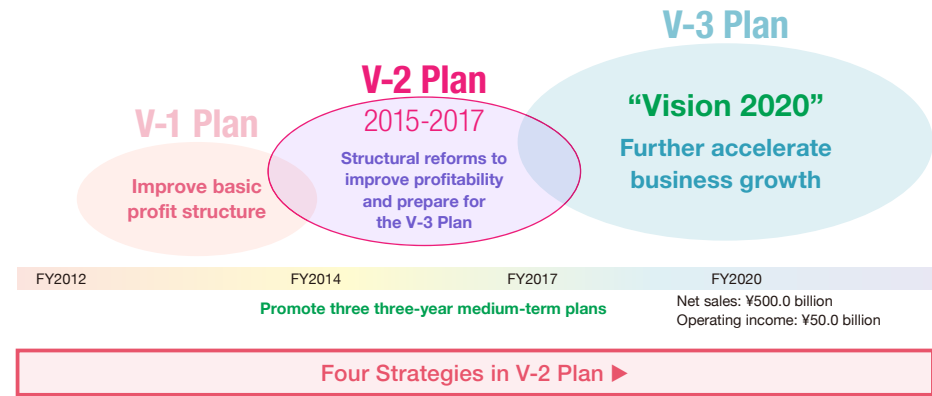 V-1 Plan
Improve basic
profit structure
V-2 Plan
2015-2017
Structural reforms to
improve profitability
and prepare for
the V-3 Plan
V-3 Plan
“Vision 2020”
Further accelerate
business growth
FY2012 FY2014 FY2017 FY2020
Promote three three-year medium-term plans
Net sales: ¥500.0 billion
Operating income: ¥50.0 billion
Four Strategies in V-2 Plan ▶